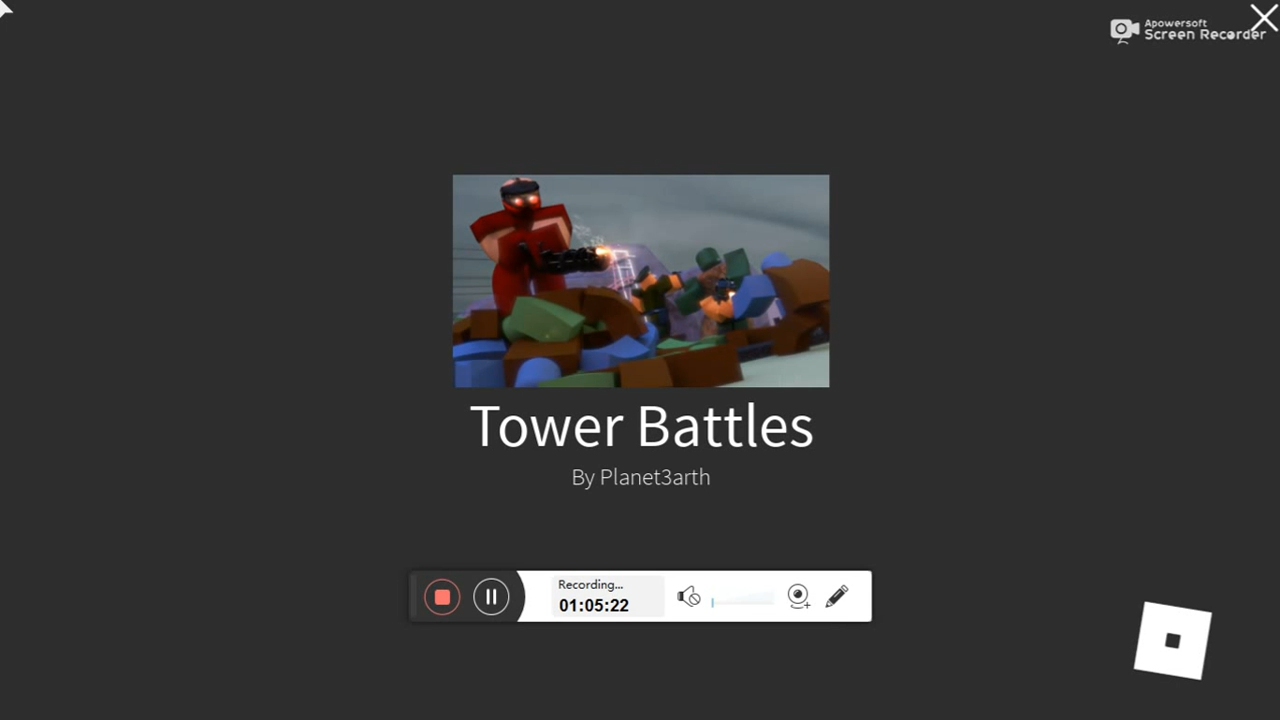 Apowersoft
Screen Recorder
Tower Battles
By Planet3arth
Recording...
01:05:22